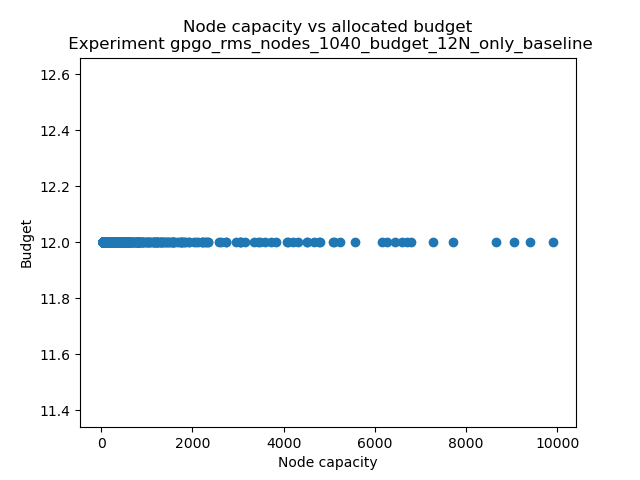 Node capacity vs allocated budget
Experiment gpgo_rms_nodes_1040_budget_12N_only_baseline
12.6
12.4
12.2
12.0
11.8
11.6
11.4
Budget
0 2000 4000 6000 8000 10000
Node capacity